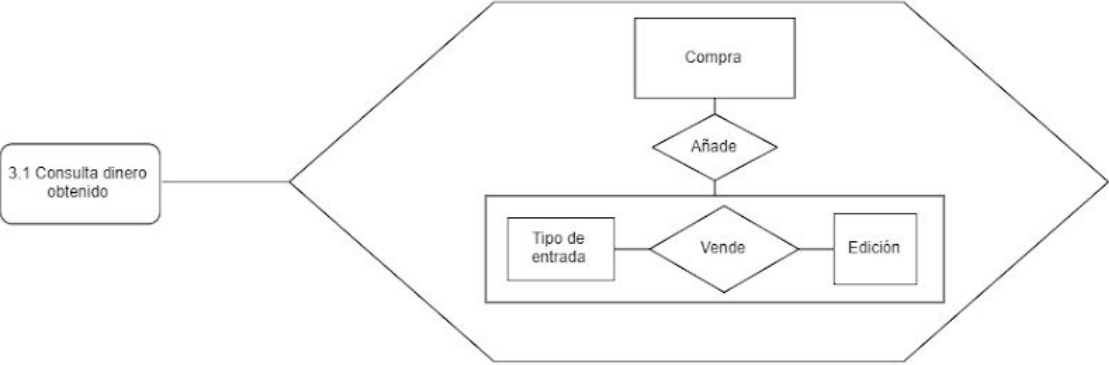 Compra
Añade
3.1 Consulta dinero
obtenido
Tipo de
entrada
Vende
Edición